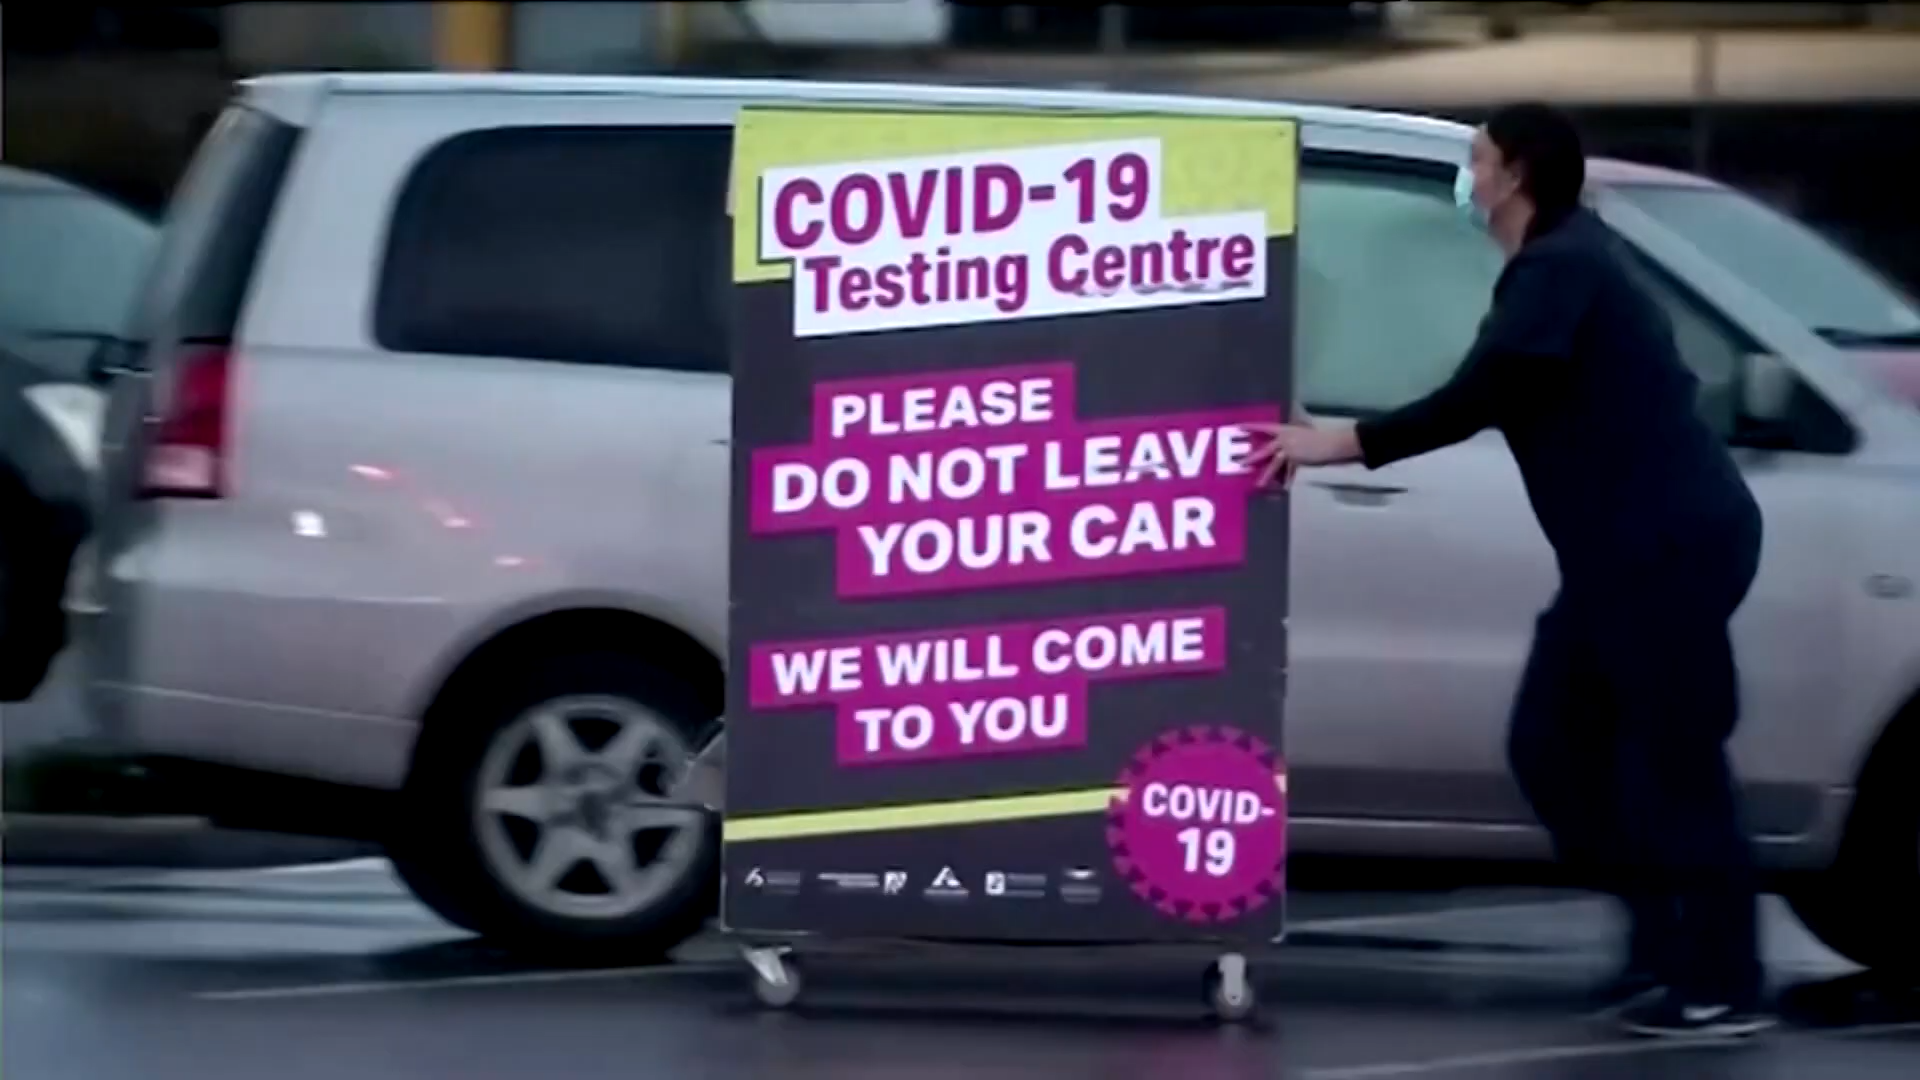 COVID-19
Testing Centre
PLEASE
DO NOT LEAVE
YOUR CAR
WE WILL COME
TO YOU
COVID-
19